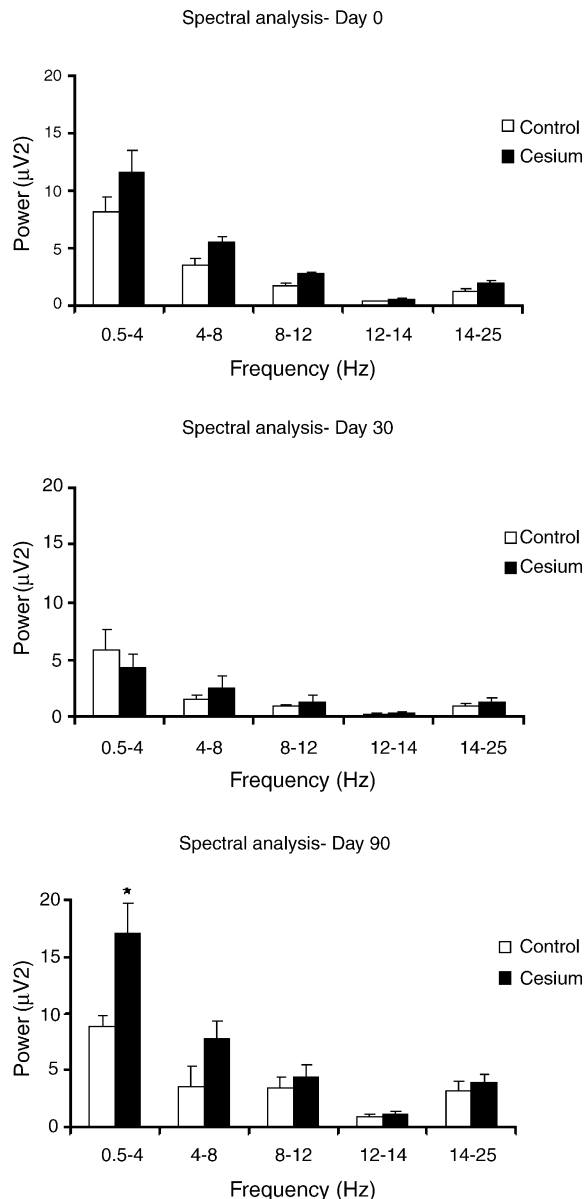 Spectral analysis- Day 0
20
15
10
5
0
Power (μV2)
Control
Cesium
0.5-4 4-8 8-12 12-14 14-25
Frequency (Hz)
Spectral analysis- Day 30
20
15
10
5
0
Power (μV2)
Control
Cesium
0.5-4 4-8 8-12 12-14 14-25
Frequency (Hz)
Spectral analysis- Day 90
20
15
10
5
0
Power (μV2)
*
Control
Cesium
0.5-4 4-8 8-12 12-14 14-25
Frequency (Hz)